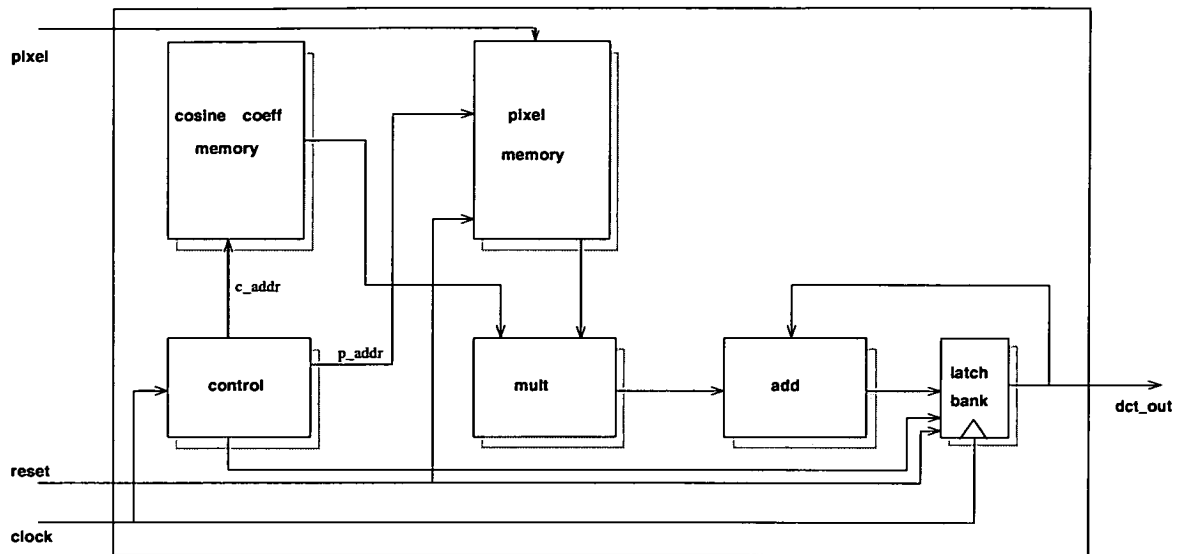 pixel
cosine coeff
memory
pixel
memory
c_addr
p_addr
control
mult
add
latch
bank
dct_out
reset
clock